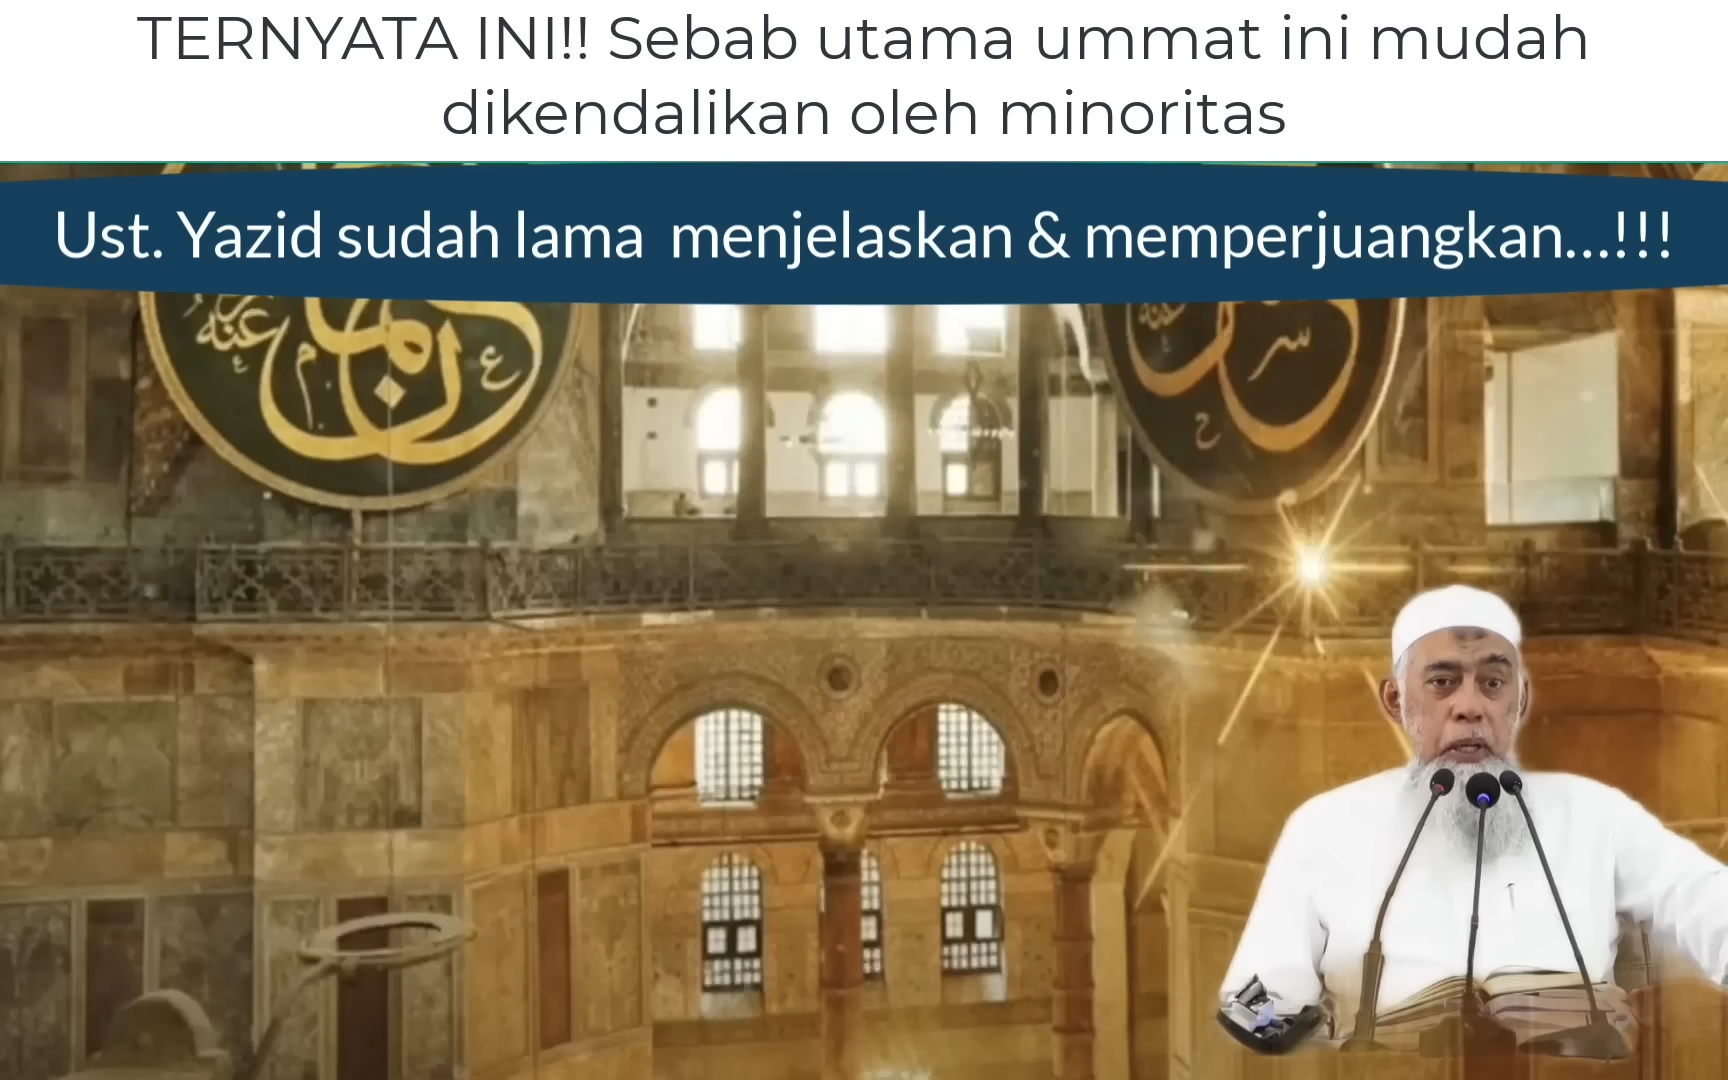 TERNYATA INI!! Sebab utama ummat ini mudah
dikendalikan oleh minoritas
Ust. Yazid sudah lama menjelaskan & memperjuangkan...!!!